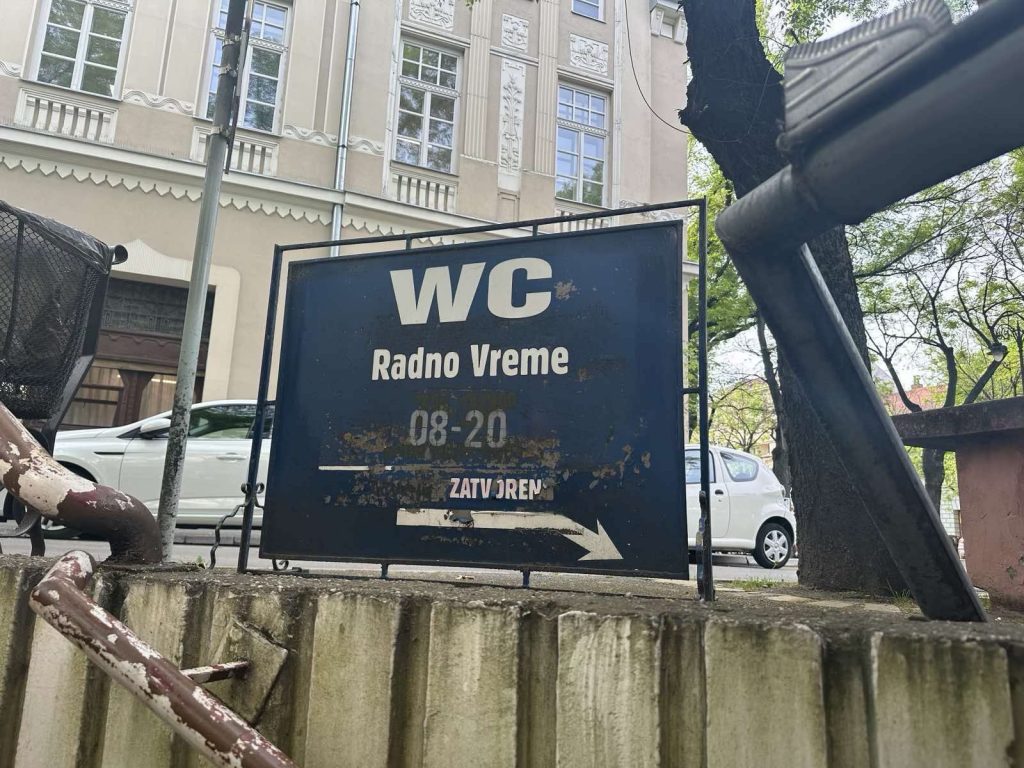 WC
Radno Vreme
08-20
ZATVOREN